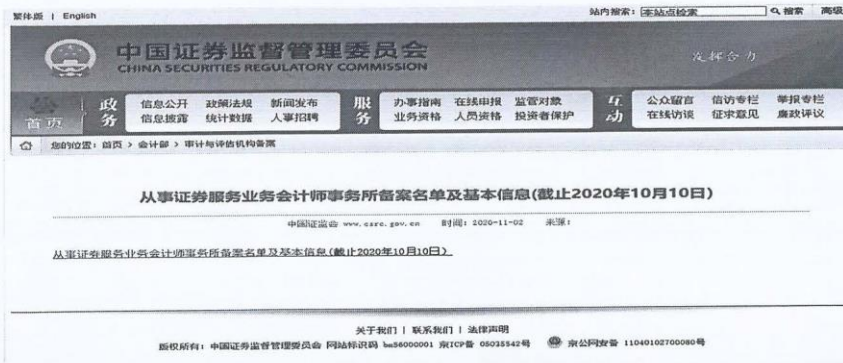 繁体版 | English
站内搜索: 本站点检索 搜索 高级
中国证券监督管理委员会
CHINA SECURITIES REGULATORY COMMISSION
发挥合力
首页
政务
信息公开 政策法规 新闻发布
信息披露 统计数据 人事招聘
服务
办事指南 在线申报 监管对象
业务资格 人员资格 投资者保护
互动
公众留言 信访专栏 举报专栏
在线访谈 征求意见 廉政评议
您的位置: 首页 > 会计部 > 审计与评估机构备案
从事证券服务业务会计师事务所备案名单及基本信息(截止2020年10月10日)
中国证监会 www.csrc.gov.cn 时间: 2020-11-02 来源:
从事证券服务业务会计师事务所备案名单及基本信息(截止2020年10月10日)
关于我们 | 联系我们 | 法律声明
版权所有: 中国证券监督管理委员会 网站标识码 bm56000001 京ICP备 05035542号 京公网安备 11040102700080号